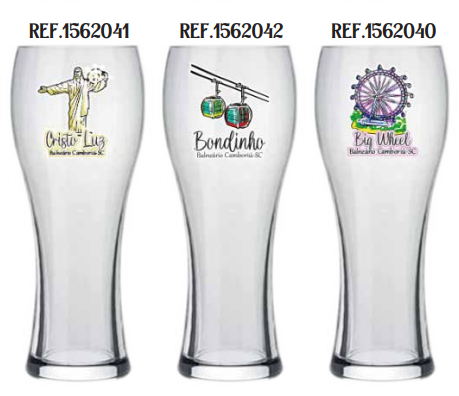 REF.1562041
REF.1562042
REF.1562040
Cristo Luz
Balneário Camboriú SC
Bondinho
Balneário Camboriú SC
Big Wheel
Balneário Camboriú SC